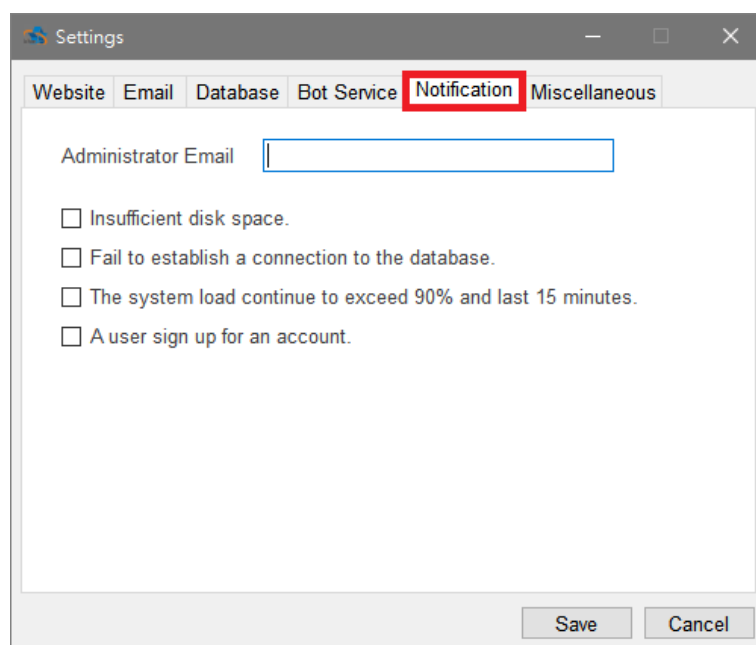 Settings
Website Email Database Bot Service Notification Miscellaneous
Administrator Email
Insufficient disk space.
Fail to establish a connection to the database.
The system load continue to exceed 90% and last 15 minutes.
A user sign up for an account.
Save Cancel